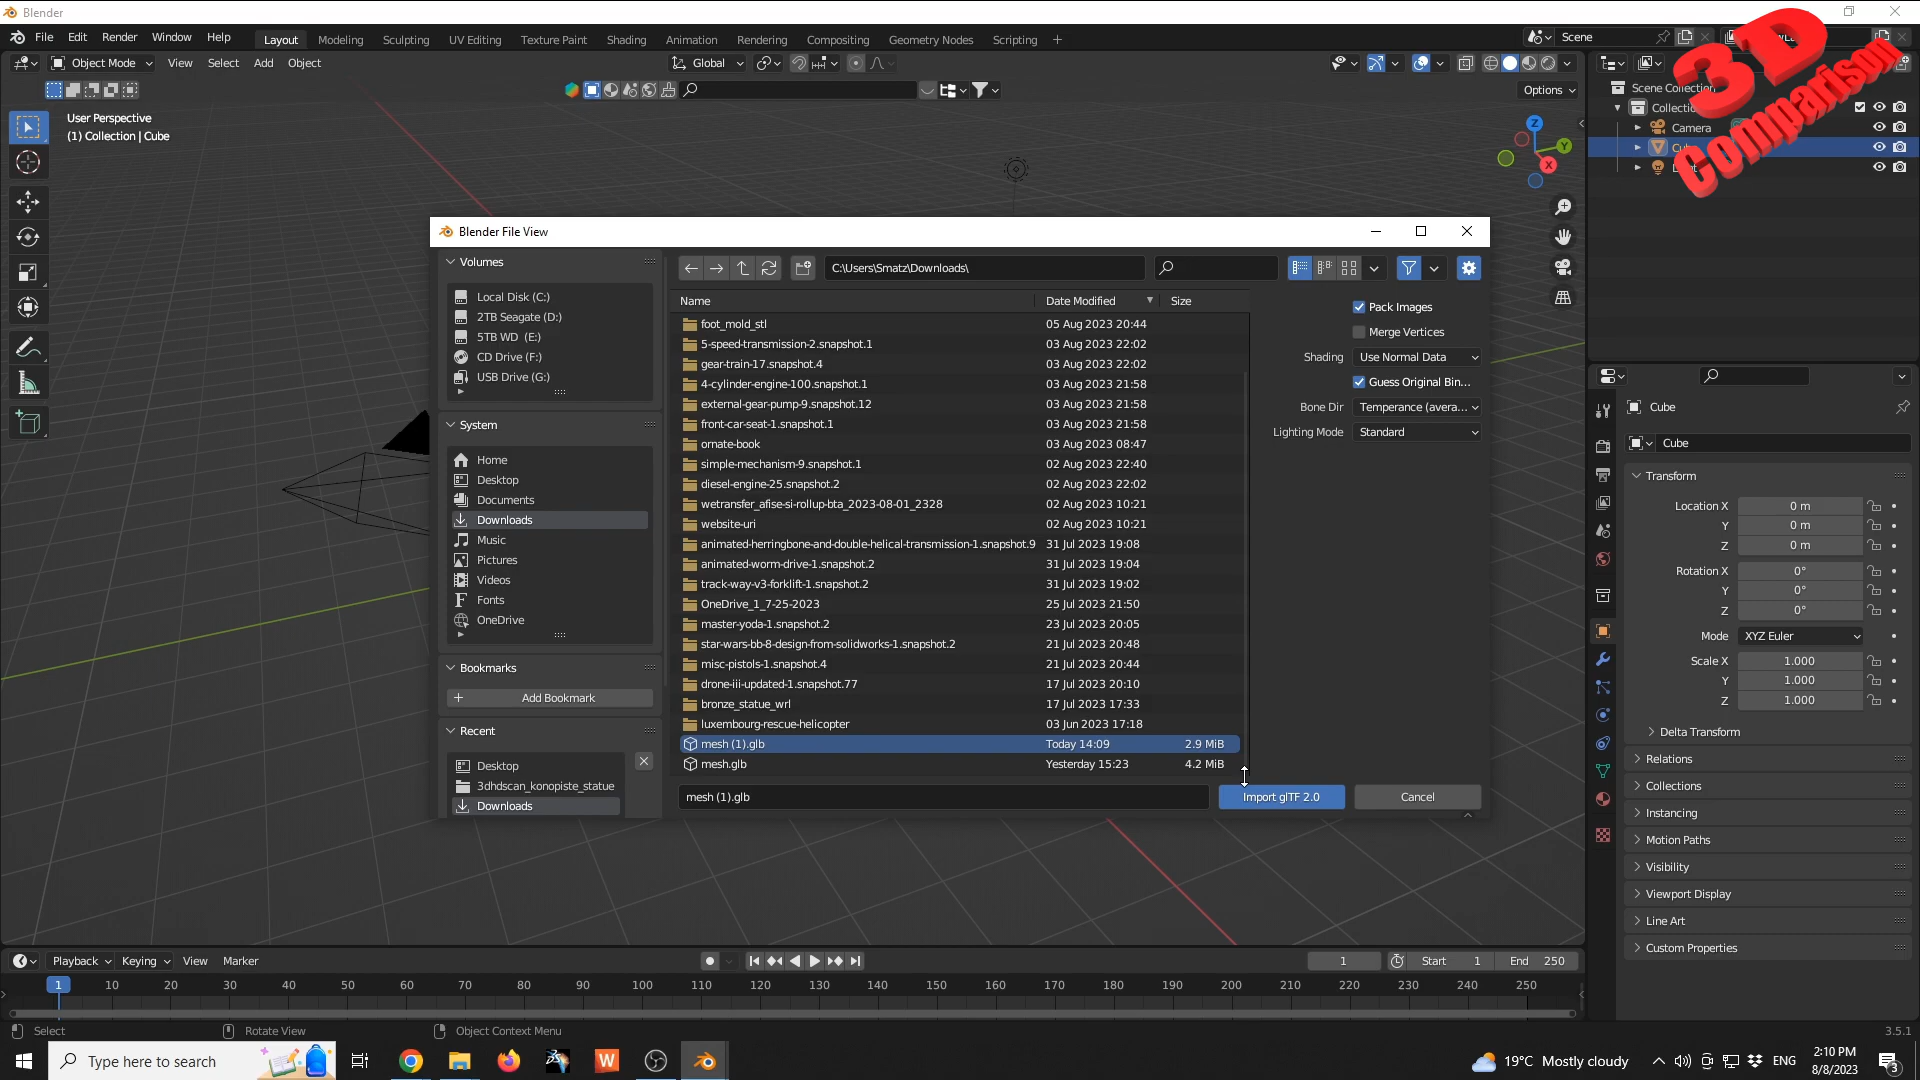 Blender
File Edit Render Window Help
Layout Modeling Sculpting UV Editing Texture Paint Shading Animation Rendering Compositing Geometry Nodes Scripting +
Scene
3D
Comparison
Object Mode View Select Add Object
Global
Options
User Perspective
(1) Collection | Cube
Z
Y
X
Scene Collection
Camera
Blender File View
Volumes
Local Disk (C:)
2TB Seagate (D:)
5TB WD (E:)
CD Drive (F:)
USB Drive (G:)
System
Home
Desktop
Documents
Downloads
Music
Pictures
Videos
Fonts
OneDrive
Bookmarks
+ Add Bookmark
Recent
Desktop
3dhdscan_konopiste_statue
Downloads
C:\Users\Smatz\Downloads\
Name Date Modified Size
foot_mold_stl 05 Aug 2023 20:44
5-speed-transmission-2.snapshot.1 03 Aug 2023 22:02
gear-train-17.snapshot.4 03 Aug 2023 22:02
4-cylinder-engine-100.snapshot.1 03 Aug 2023 21:58
external-gear-pump-9.snapshot.12 03 Aug 2023 21:58
front-car-seat-1.snapshot.1 03 Aug 2023 21:58
ornate-book 03 Aug 2023 08:47
simple-mechanism-9.snapshot.1 02 Aug 2023 22:40
diesel-engine-25.snapshot.2 02 Aug 2023 22:02
wetransfer_afise-si-rollup-bta_2023-08-01_2328 02 Aug 2023 10:21
website-uri 02 Aug 2023 10:21
animated-herringbone-and-double-helical-transmission-1.snapshot.9 31 Jul 2023 19:08
animated-worm-drive-1.snapshot.2 31 Jul 2023 19:04
track-way-v3-forklift-1.snapshot.2 31 Jul 2023 19:02
OneDrive_1_7-25-2023 25 Jul 2023 21:50
master-yoda-1.snapshot.2 23 Jul 2023 20:05
star-wars-bb-8-design-from-solidworks-1.snapshot.2 21 Jul 2023 20:48
misc-pistols-1.snapshot.4 21 Jul 2023 20:44
drone-iii-updated-1.snapshot.77 17 Jul 2023 20:10
bronze_statue_wrl 17 Jul 2023 17:33
luxembourg-rescue-helicopter 03 Jun 2023 17:18
mesh (1).glb Today 14:09 2.9 MiB
mesh.glb Yesterday 15:23 4.2 MiB
mesh (1).glb Import glTF 2.0 Cancel
Pack Images
Merge Vertices
Shading Use Normal Data
Guess Original Bin...
Bone Dir Temperance (avera...
Lighting Mode Standard
Cube
Cube
Transform
Location X 0 m
Y 0 m
Z 0 m
Rotation X 0°
Y 0°
Z 0°
Mode XYZ Euler
Scale X 1.000
Y 1.000
Z 1.000
Delta Transform
Relations
Collections
Instancing
Motion Paths
Visibility
Viewport Display
Line Art
Custom Properties
Playback Keying View Marker
1 Start 1 End 250
1 10 20 30 40 50 60 70 80 90 100 110 120 130 140 150 160 170 180 190 200 210 220 230 240 250
Select Rotate View Object Context Menu 3.5.1
Type here to search
19°C Mostly cloudy
ENG
2:10 PM
8/8/2023
3